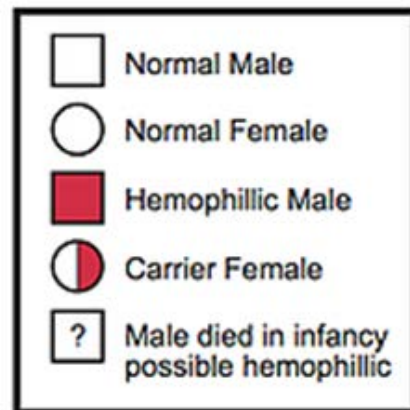 Normal Male
Normal Female
Hemophillic Male
Carrier Female
? Male died in infancy
possible hemophillic